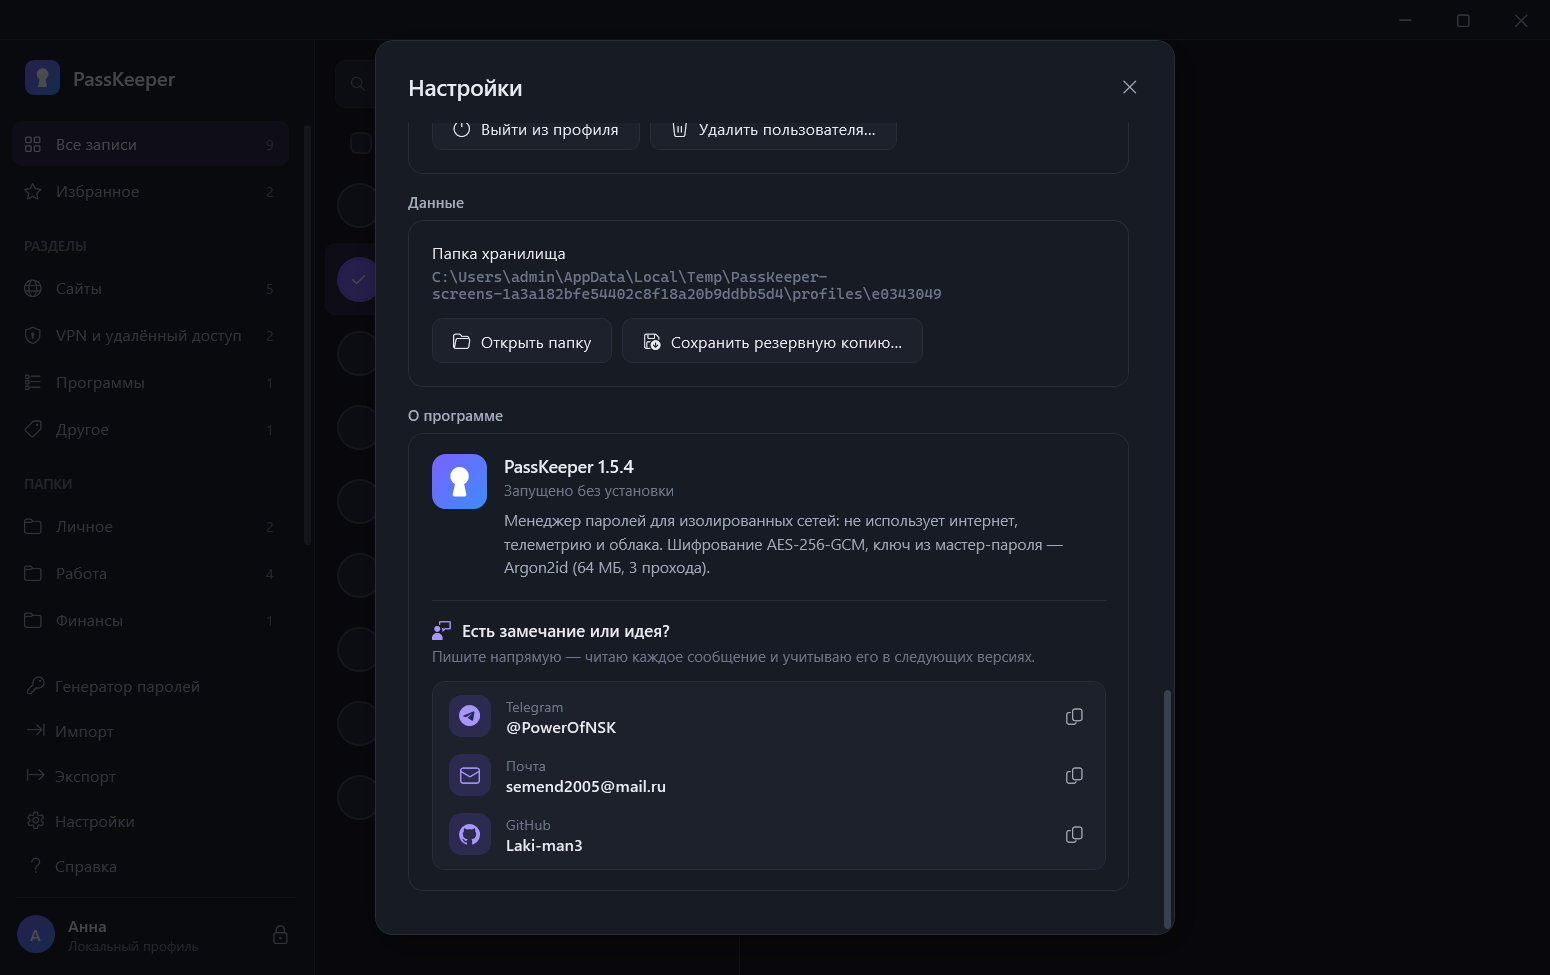 PassKeeper
Все записи 9
Избранное 2
РАЗДЕЛЫ
Сайты 5
VPN и удалённый доступ 2
Программы 1
Другое 1
ПАПКИ
Личное 2
Работа 4
Финансы 1
Генератор паролей
Импорт
Экспорт
Настройки
Справка
А
Анна
Локальный профиль
Настройки
Выйти из профиля
Удалить пользователя...
Данные
Папка хранилища
C:\Users\admin\AppData\Local\Temp\PassKeeper-
screens-1a3a182bfe54402c8f18a20b9ddbb5d4\profiles\e0343049
Открыть папку
Сохранить резервную копию...
О программе
PassKeeper 1.5.4
Запущено без установки
Менеджер паролей для изолированных сетей: не использует интернет,
телеметрию и облака. Шифрование AES-256-GCM, ключ из мастер-пароля —
Argon2id (64 МБ, 3 прохода).
Есть замечание или идея?
Пишите напрямую — читаю каждое сообщение и учитываю его в следующих версиях.
Telegram
@PowerOfNSK
Почта
semend2005@mail.ru
GitHub
Laki-man3